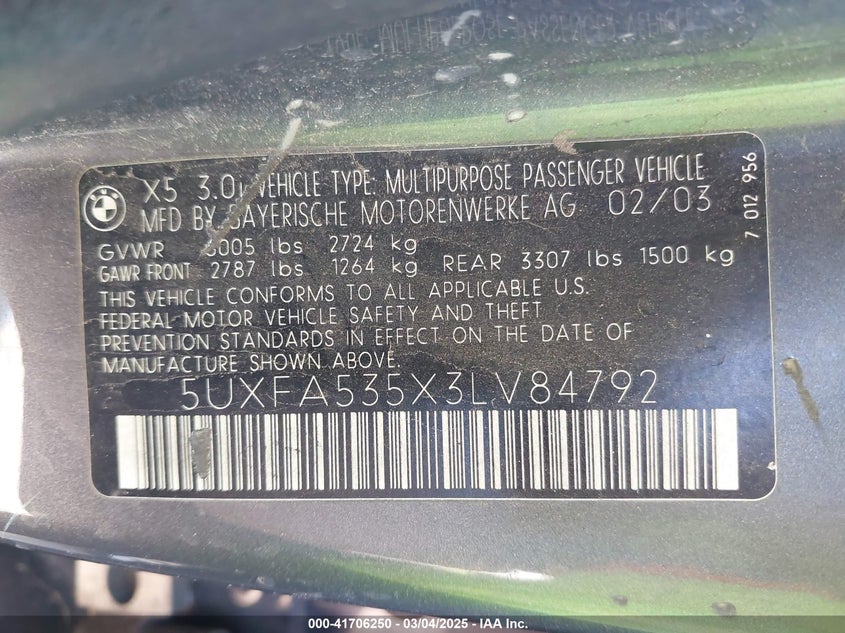 X5 3.0i VEHICLE TYPE: MULTIPURPOSE PASSENGER VEHICLE
MFD BY BAYERISCHE MOTORENWERKE AG 02/03
GVWR 6005 lbs 2724 kg
GAWR FRONT 2787 lbs 1264 kg REAR 3307 lbs 1500 kg
THIS VEHICLE CONFORMS TO ALL APPLICABLE U.S.
FEDERAL MOTOR VEHICLE SAFETY AND THEFT
PREVENTION STANDARDS IN EFFECT ON THE DATE OF
MANUFACTURE SHOWN ABOVE.
5UXFA535X3LV84792
7 012 956
000-41706250 - 03/04/2025 - IAA Inc.